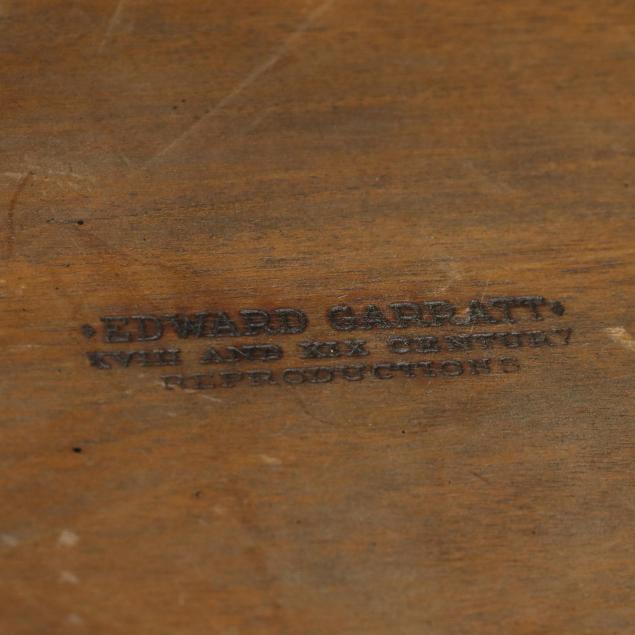 ◆EDWARD GARRATT◆
XVIII AND XIX CENTURY
REPRODUCTIONS